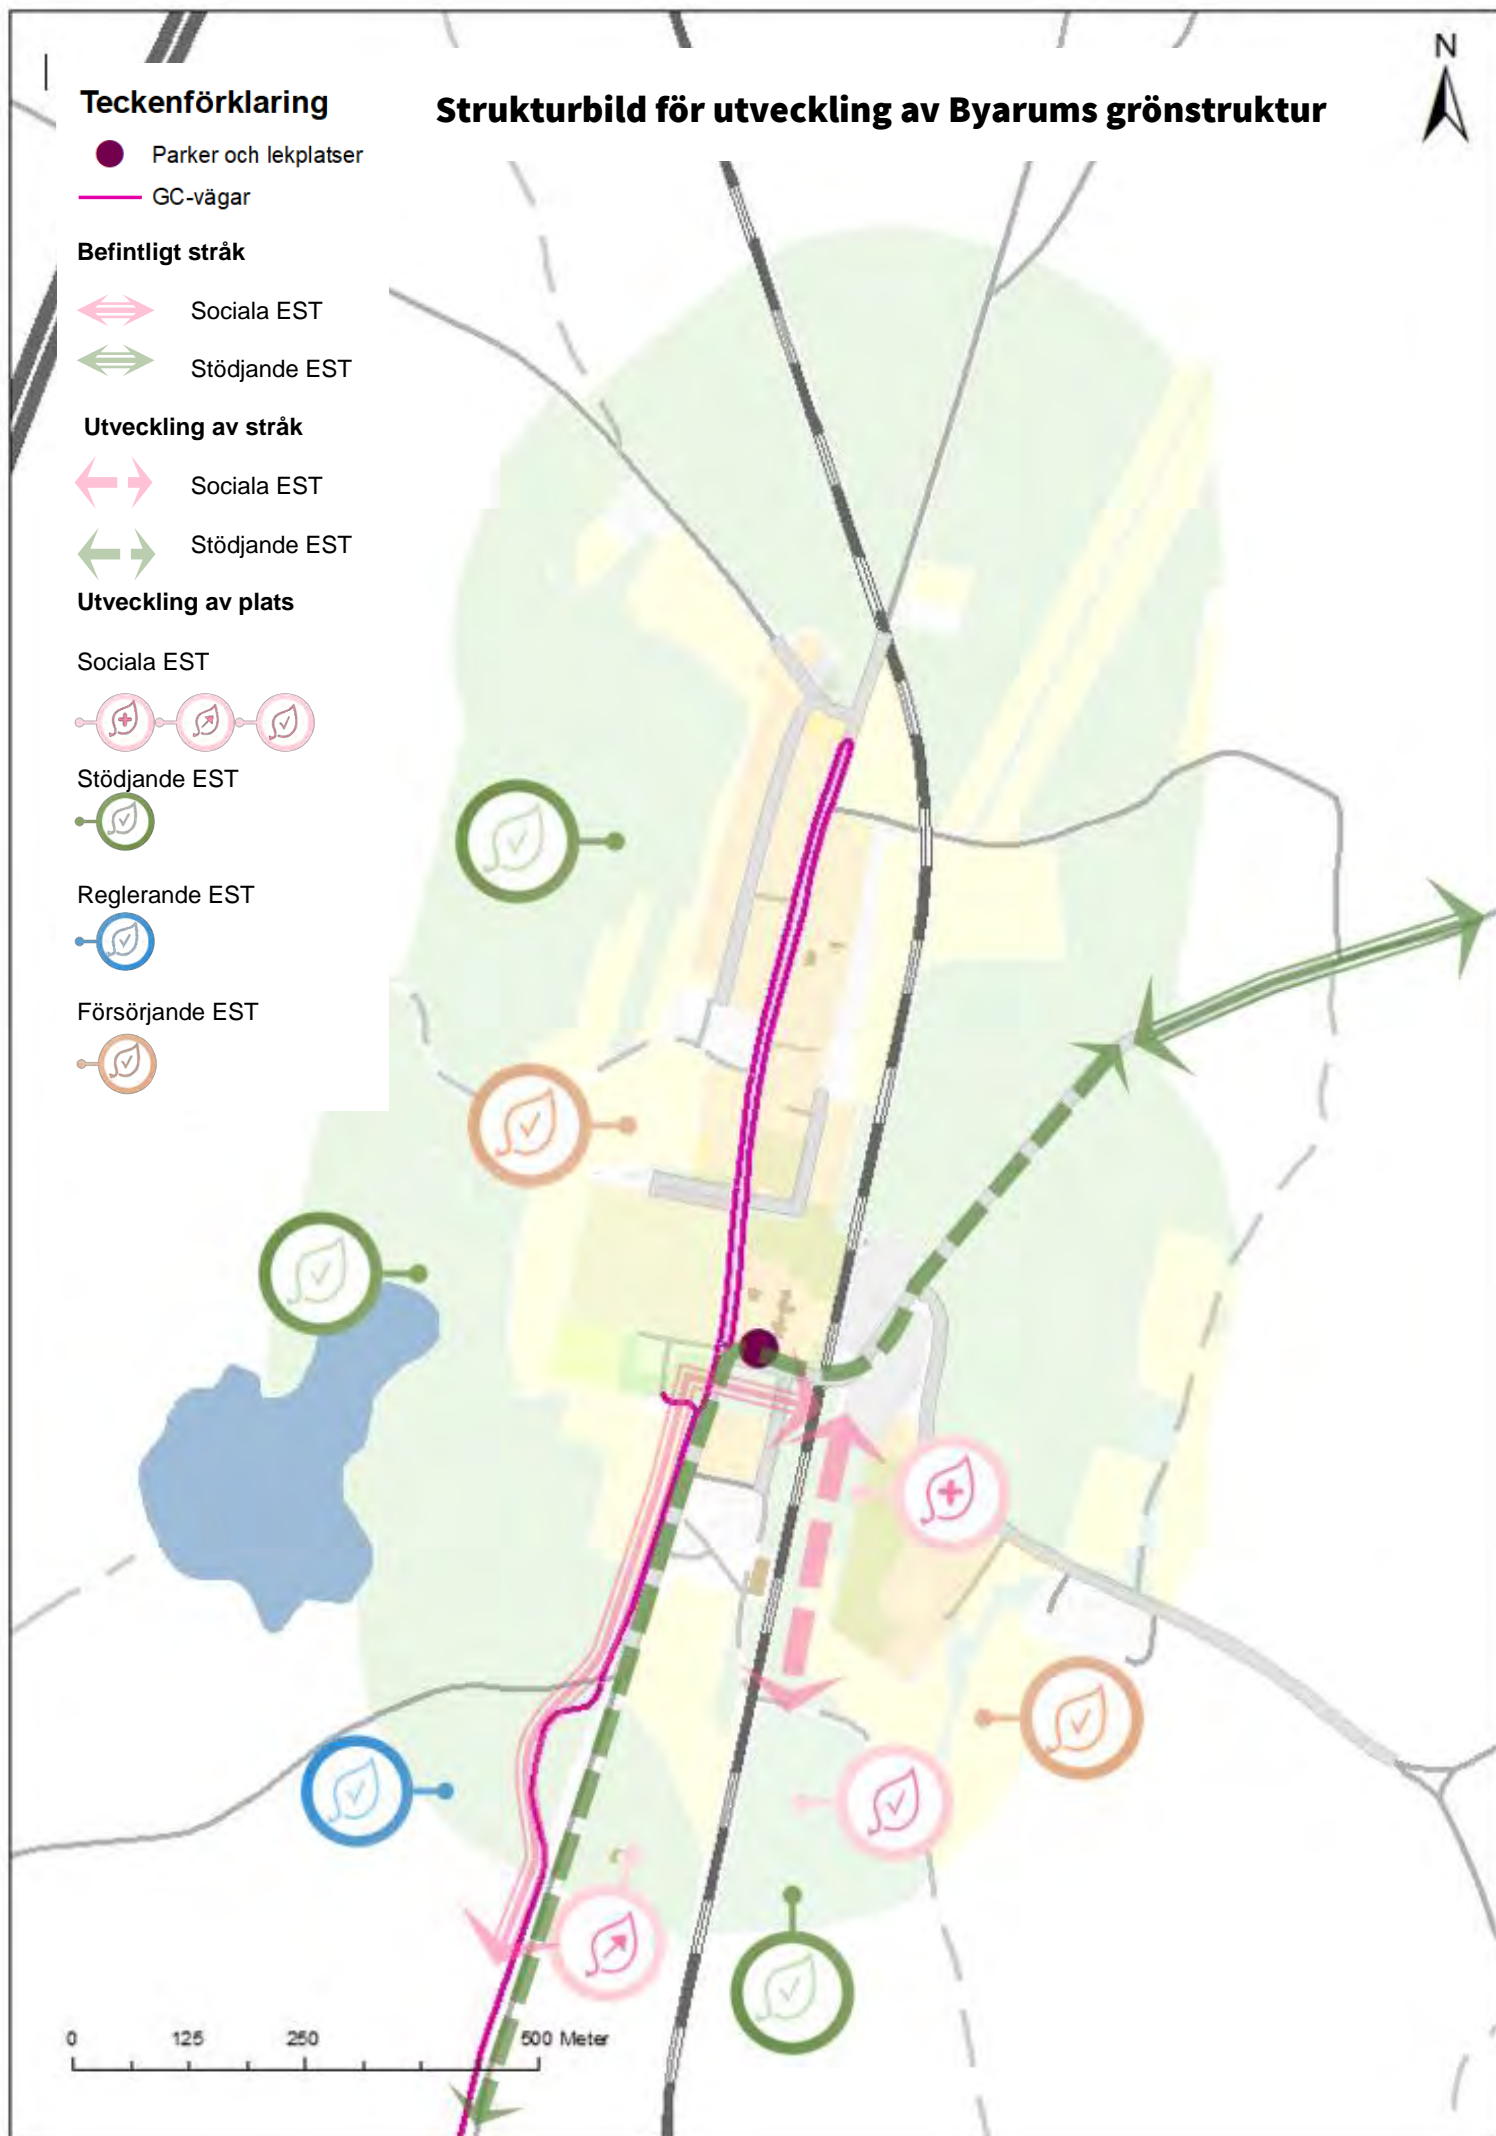 N
Teckenförklaring
Strukturbild för utveckling av Byarums grönstruktur
Parker och lekplatser
GC-vägar
Befintligt stråk
Sociala EST
Stödjande EST
Utveckling av stråk
Sociala EST
Stödjande EST
Utveckling av plats
Sociala EST
Stödjande EST
Reglerande EST
Försörjande EST
0 125 250 500 Meter